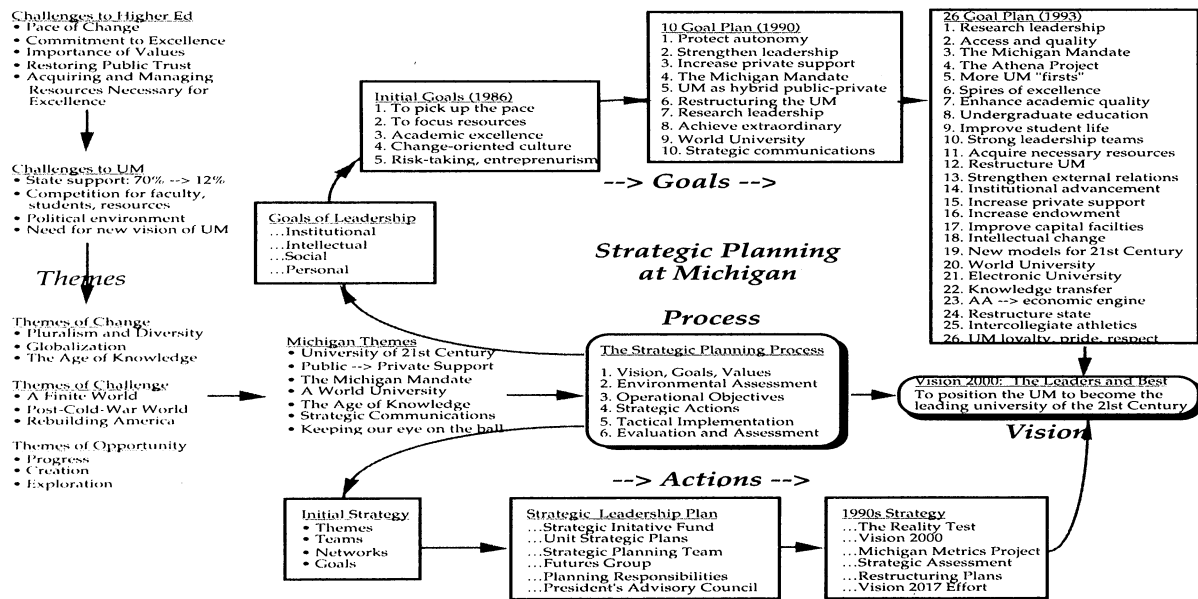 Challenges to Higher Ed
• Pace of Change
• Commitment to Excellence
• Importance of Values
• Restoring Public Trust
• Acquiring and Managing
Resources Necessary for
Excellence
Challenges to UM
• State support: 70% --> 12%
• Competition for faculty,
students, resources
• Political environment
• Need for new vision of UM
Themes
Themes of Change
• Pluralism and Diversity
• Globalization
• The Age of Knowledge
Themes of Challenge
• A Finite World
• Post-Cold-War World
• Rebuilding America
Themes of Opportunity
• Progress
• Creation
• Exploration
Michigan Themes
• University of 21st Century
• Public --> Private Support
• The Michigan Mandate
• A World University
• The Age of Knowledge
• Strategic Communications
• Keeping our eye on the ball
Goals of Leadership
...Institutional
...Intellectual
...Social
...Personal
Initial Goals (1986)
1. To pick up the pace
2. To focus resources
3. Academic excellence
4. Change-oriented culture
5. Risk-taking, entreprenurism
10 Goal Plan (1990)
1. Protect autonomy
2. Strengthen leadership
3. Increase private support
4. The Michigan Mandate
5. UM as hybrid public-private
6. Restructuring the UM
7. Research leadership
8. Achieve extraordinary
9. World University
10. Strategic communications
26 Goal Plan (1993)
1. Research leadership
2. Access and quality
3. The Michigan Mandate
4. The Athena Project
5. More UM "firsts"
6. Spires of excellence
7. Enhance academic quality
8. Undergraduate education
9. Improve student life
10. Strong leadership teams
11. Acquire necessary resources
12. Restructure UM
13. Strengthen external relations
14. Institutional advancement
15. Increase private support
16. Increase endowment
17. Improve capital facilties
18. Intellectual change
19. New models for 21st Century
20. World University
21. Electronic University
22. Knowledge transfer
23. AA --> economic engine
24. Restructure state
25. Intercollegiate athletics
26. UM loyalty, pride, respect
--> Goals -->
Strategic Planning
at Michigan
Process
The Strategic Planning Process
1. Vision, Goals, Values
2. Environmental Assessment
3. Operational Objectives
4. Strategic Actions
5. Tactical Implementation
6. Evaluation and Assessment
Vision 2000: The Leaders and Best
To position the UM to become the
leading university of the 21st Century
Vision
--> Actions -->
Initial Strategy
• Themes
• Teams
• Networks
• Goals
Strategic Leadership Plan
...Strategic Initative Fund
...Unit Strategic Plans
...Strategic Planning Team
...Futures Group
...Planning Responsibilities
...President's Advisory Council
1990s Strategy
...The Reality Test
...Vision 2000
...Michigan Metrics Project
...Strategic Assessment
...Restructuring Plans
...Vision 2017 Effort